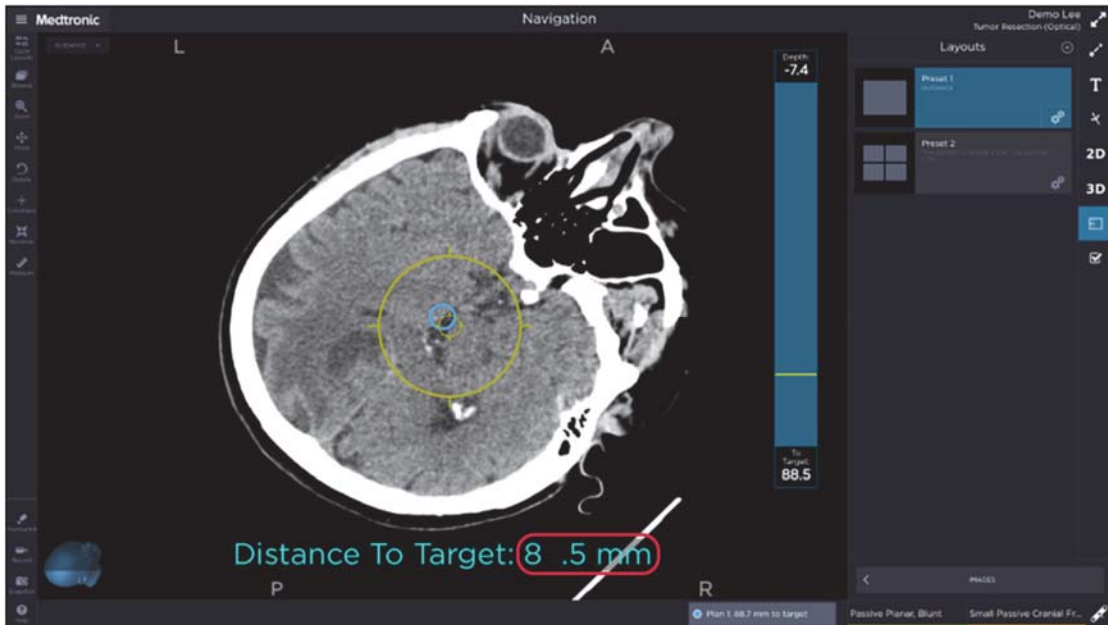 Medtronic
Navigation
Demo Lee
Tumor Resection (Optical)
L
A
Depth:
-7.4
Layouts
Preset 1
Preset 2
T
2D
3D
To
Target:
88.5
Distance To Target: 8 .5 mm
P
R
IMAGES
Plan 1: 88.7 mm to target
Passive Planar, Blunt
Small Passive Cranial Fr...